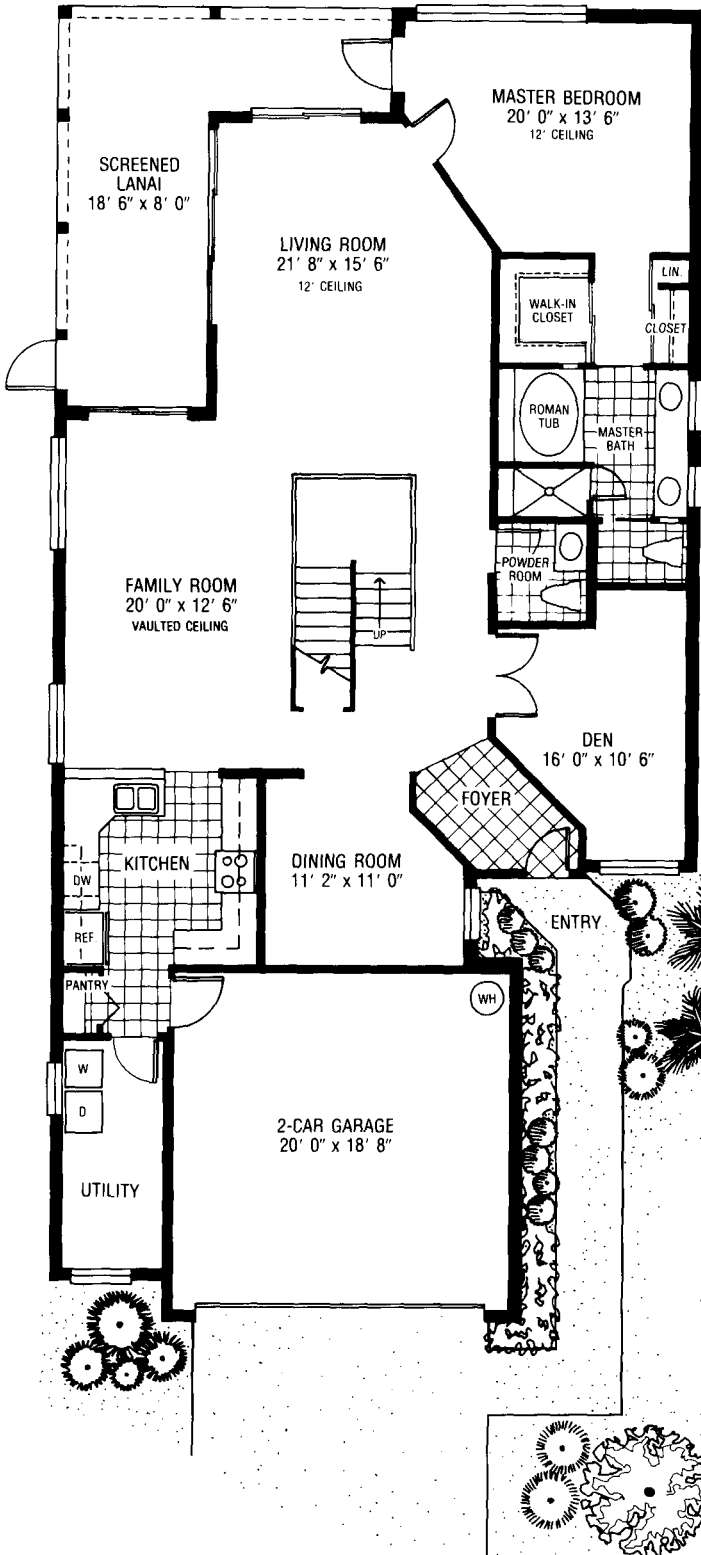 MASTER BEDROOM
20' 0" x 13' 6"
12' CEILING
SCREENED
LANAI
18' 6" x 8' 0"
LIVING ROOM
21' 8" x 15' 6"
12' CEILING
LIN.
WALK-IN
CLOSET
CLOSET
ROMAN
TUB
MASTER
BATH
POWDER
ROOM
FAMILY ROOM
20' 0" x 12' 6"
VAULTED CEILING
UP
DEN
16' 0" x 10' 6"
FOYER
KITCHEN
DINING ROOM
11' 2" x 11' 0"
DW
REF.
ENTRY
PANTRY
WH
W
D
2-CAR GARAGE
20' 0" x 18' 8"
UTILITY